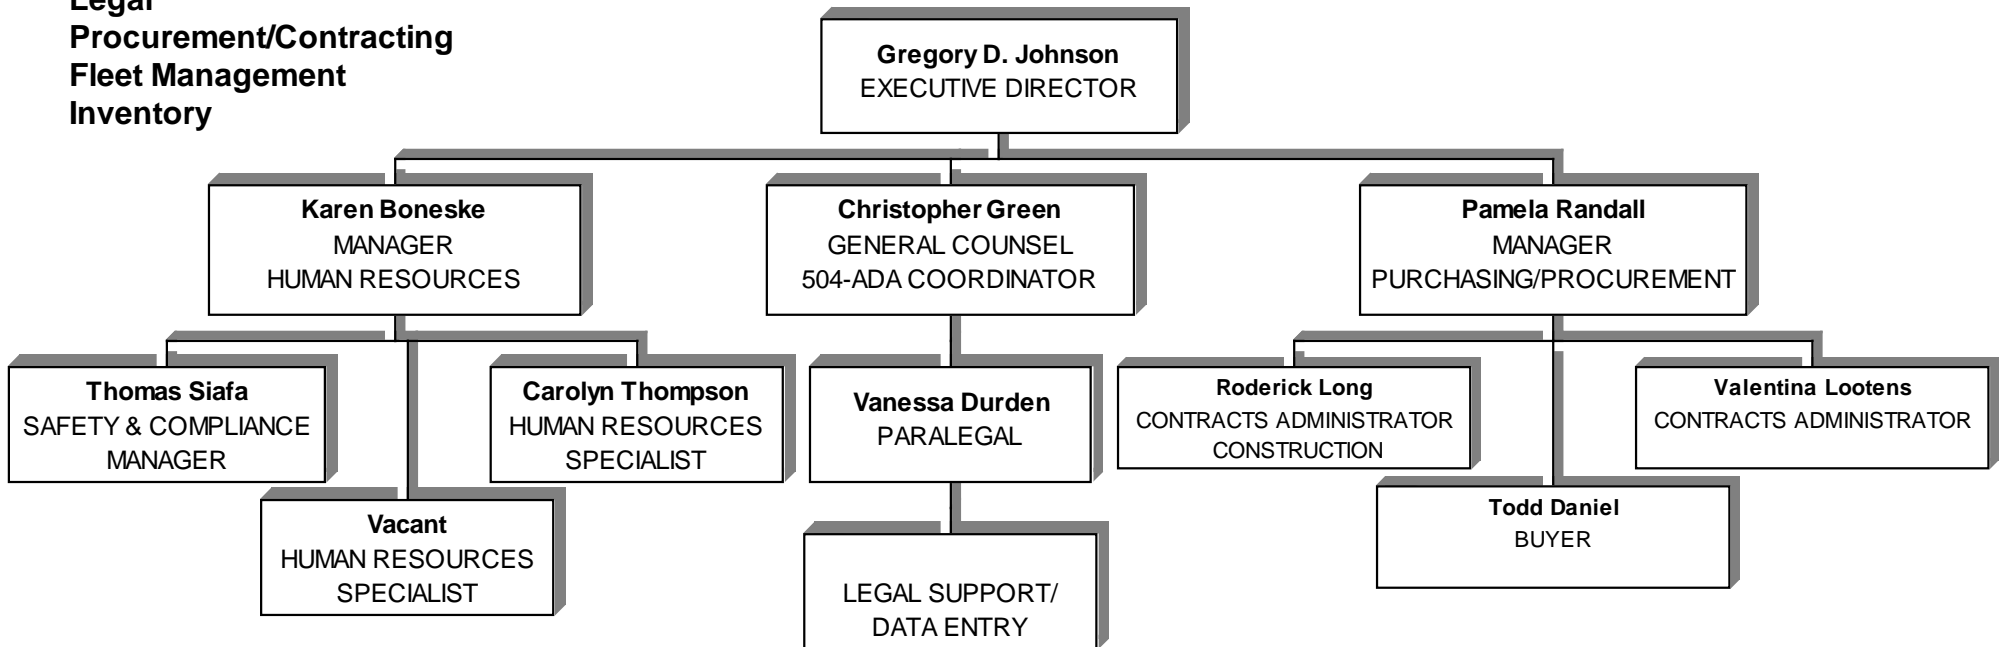 Legal
Procurement/Contracting
Fleet Management
Inventory
Gregory D. Johnson
EXECUTIVE DIRECTOR
Karen Boneske
MANAGER
HUMAN RESOURCES
Christopher Green
GENERAL COUNSEL
504-ADA COORDINATOR
Pamela Randall
MANAGER
PURCHASING/PROCUREMENT
Thomas Siafa
SAFETY & COMPLIANCE
MANAGER
Carolyn Thompson
HUMAN RESOURCES
SPECIALIST
Vanessa Durden
PARALEGAL
Roderick Long
CONTRACTS ADMINISTRATOR
CONSTRUCTION
Valentina Lootens
CONTRACTS ADMINISTRATOR
Vacant
HUMAN RESOURCES
SPECIALIST
LEGAL SUPPORT/
DATA ENTRY
Todd Daniel
BUYER